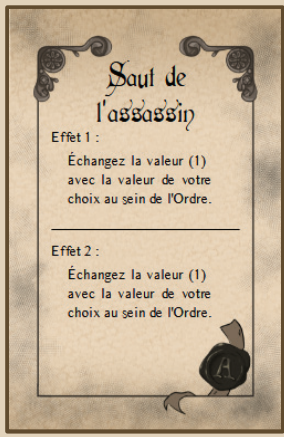 Saut de
l'assassin
Effet 1 :
Échangez la valeur (1)
avec la valeur de votre
choix au sein de l'Ordre.
Effet 2 :
Échangez la valeur (1)
avec la valeur de votre
choix au sein de l'Ordre.
A